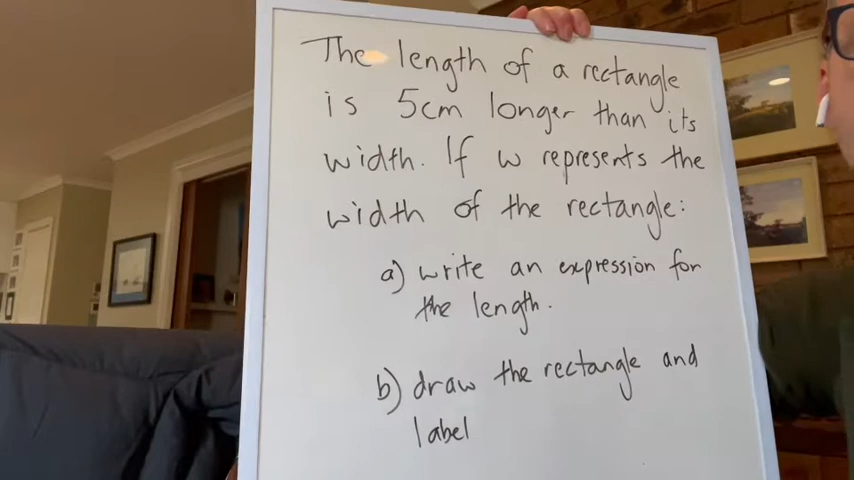 The length of a rectangle
is 5cm longer than its
width. If w represents the
width of the rectangle:
a) write an expression for
the length.
b) draw the rectangle and
label